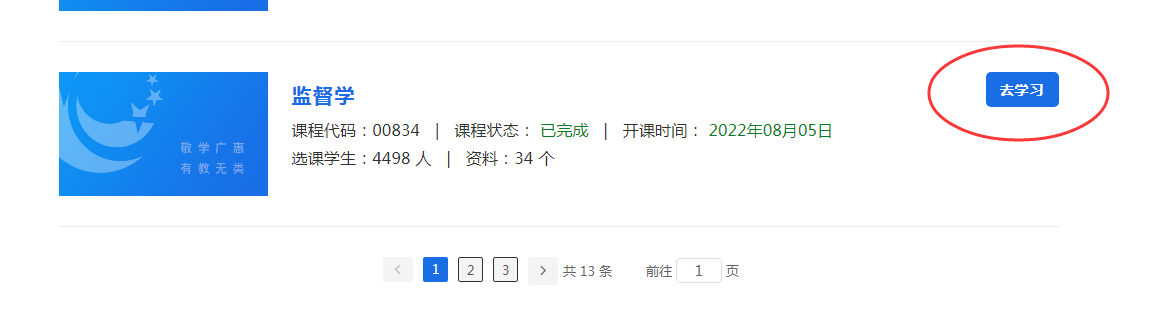 监督学
去学习
课程代码：00834 | 课程状态： 已完成 | 开课时间： 2022年08月05日
选课学生：4498 人 | 资料：34 个
敬学广惠
有教无类
1 2 3 共 13 条 前往 1 页